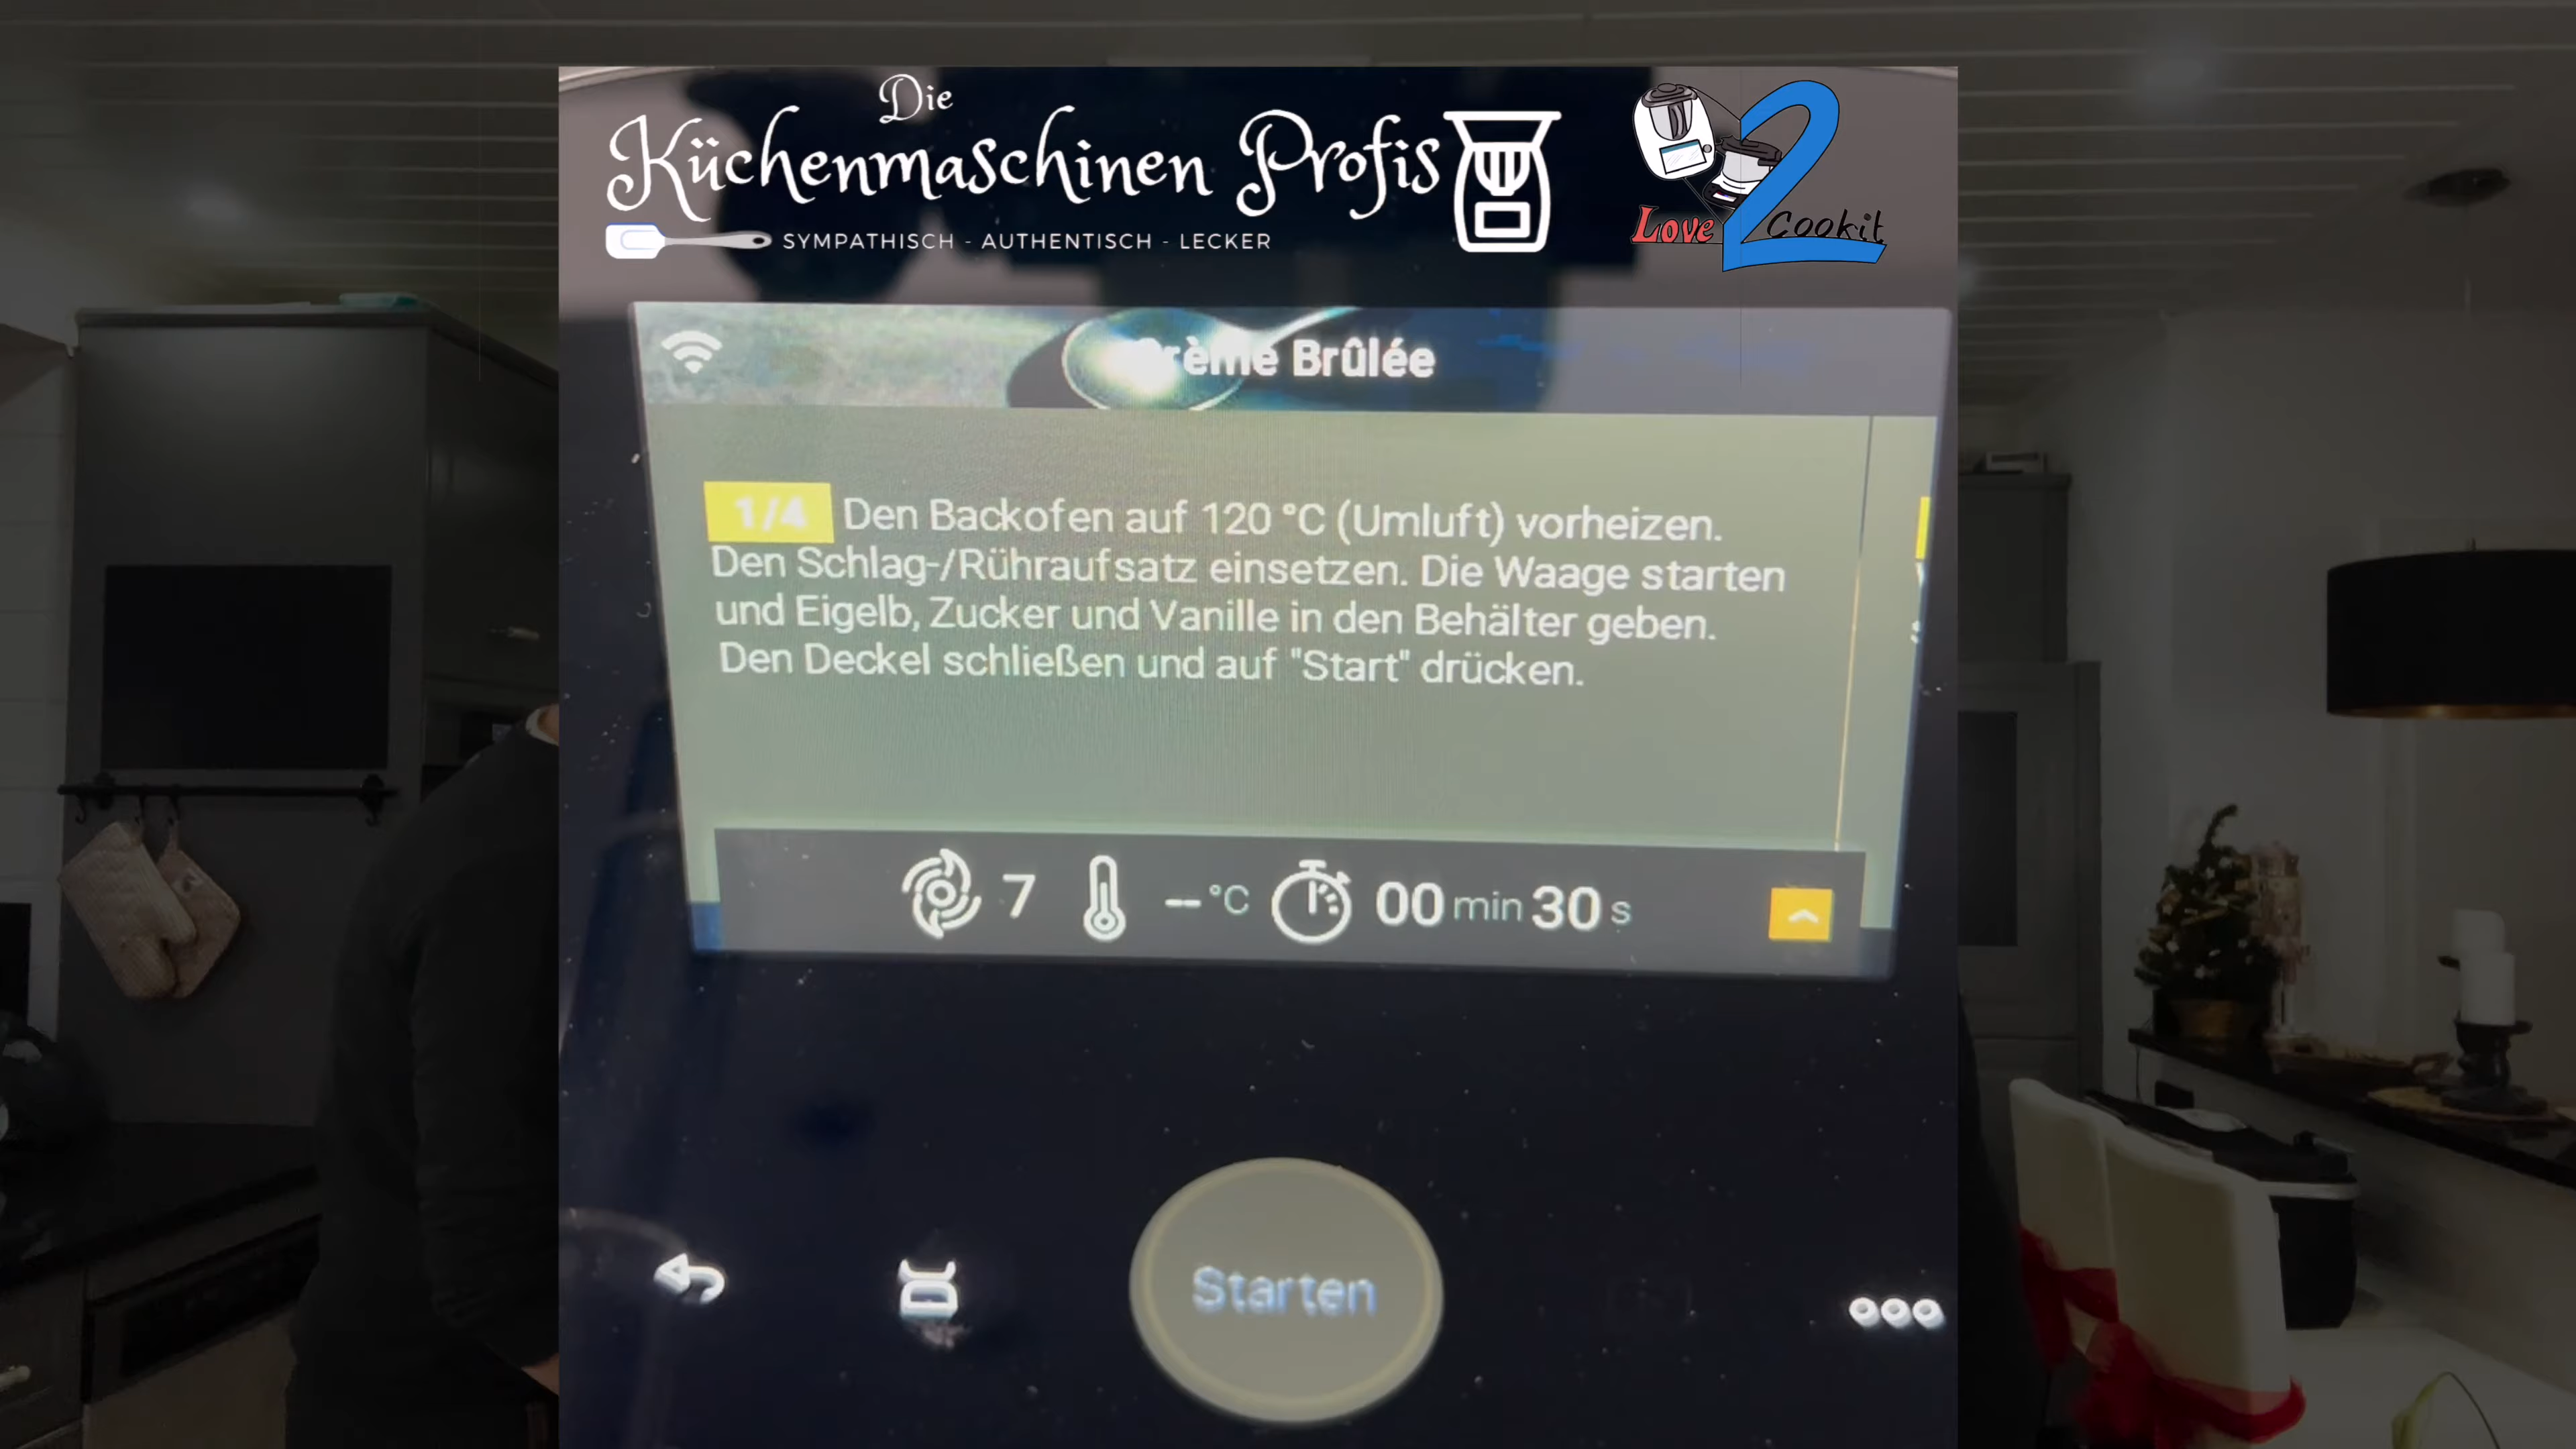 Die
Küchenmaschinen Profis
SYMPATHISCH - AUTHENTISCH - LECKER
Love 2 Cookit
Crème Brûlée
1/4 Den Backofen auf 120 °C (Umluft) vorheizen.
Den Schlag-/Rühraufsatz einsetzen. Die Waage starten
und Eigelb, Zucker und Vanille in den Behälter geben.
Den Deckel schließen und auf "Start" drücken.
7 --°C 00 min 30 s
Starten